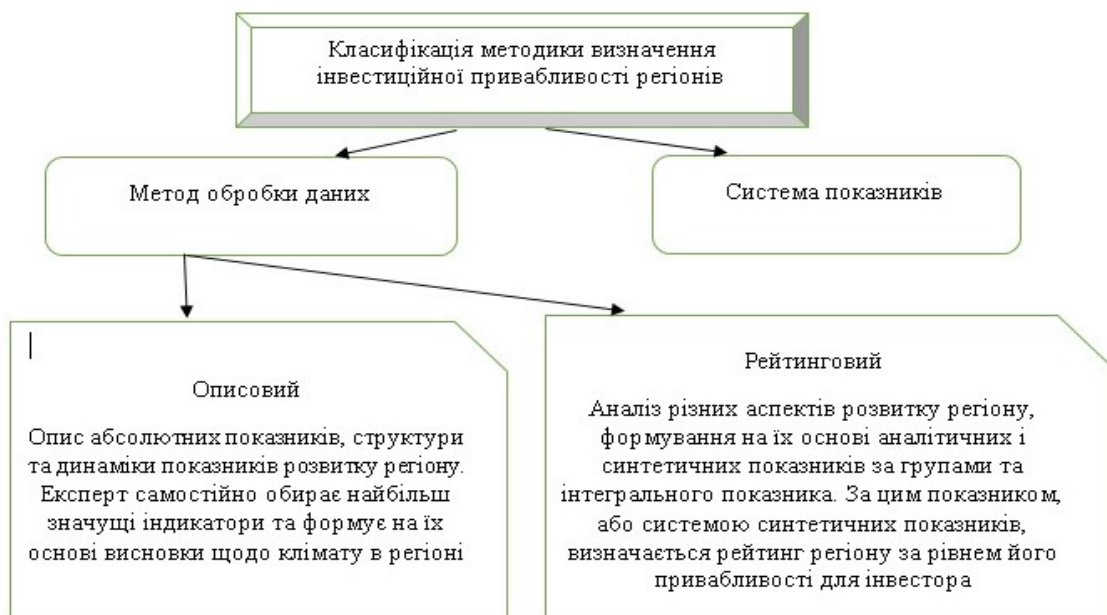 Класифікація методики визначення
інвестиційної привабливості регіонів
Метод обробки даних
Система показників
Описовий
Опис абсолютних показників, структури
та динаміки показників розвитку регіону.
Експерт самостійно обирає найбільш
значущі індикатори та формує на їх
основі висновки щодо клімату в регіоні
Рейтинговий
Аналіз різних аспектів розвитку регіону,
формування на їх основі аналітичних і
синтетичних показників за групами та
інтегрального показника. За цим показником,
або системою синтетичних показників,
визначається рейтинг регіону за рівнем його
привабливості для інвестора